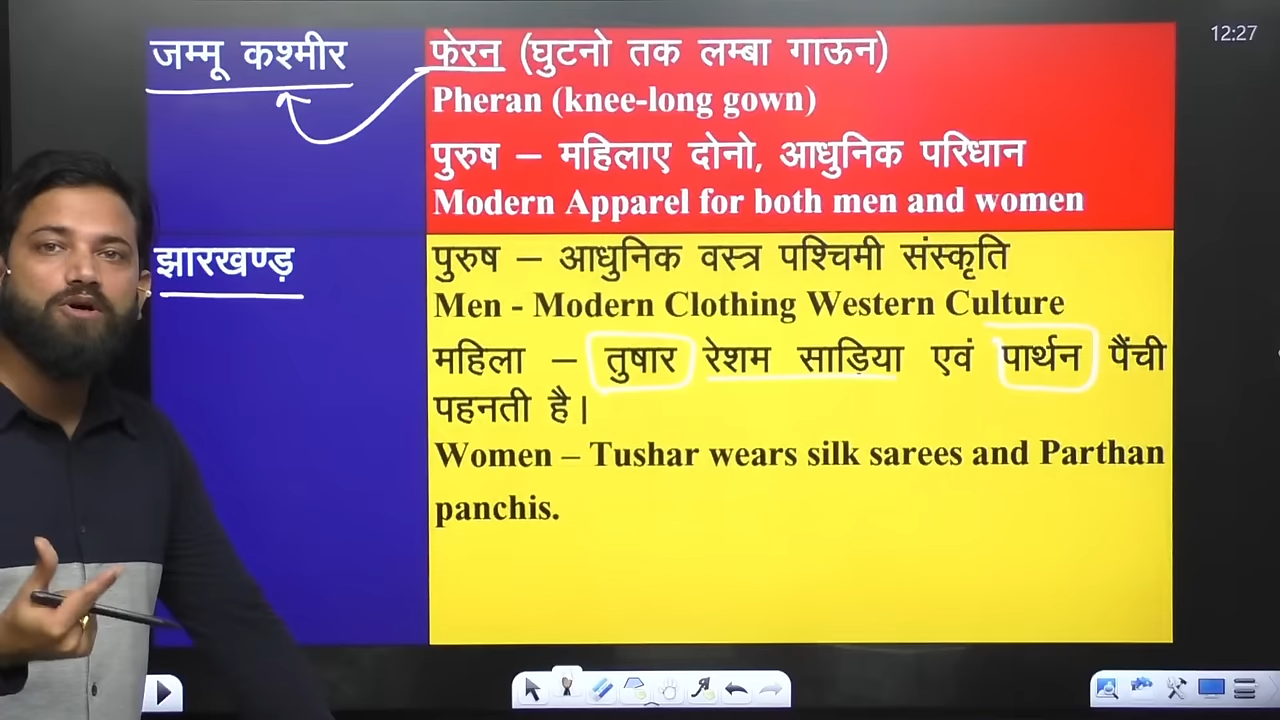 12:27
जम्मू कश्मीर
फेरन (घुटनो तक लम्बा गाऊन)
Pheran (knee-long gown)
पुरुष – महिलाए दोनो, आधुनिक परिधान
Modern Apparel for both men and women
झारखण्ड़
पुरुष – आधुनिक वस्त्र पश्चिमी संस्कृति
Men - Modern Clothing Western Culture
महिला – तुषार रेशम साड़िया एवं पार्थन पैंची
पहनती है।
Women – Tushar wears silk sarees and Parthan
panchis.